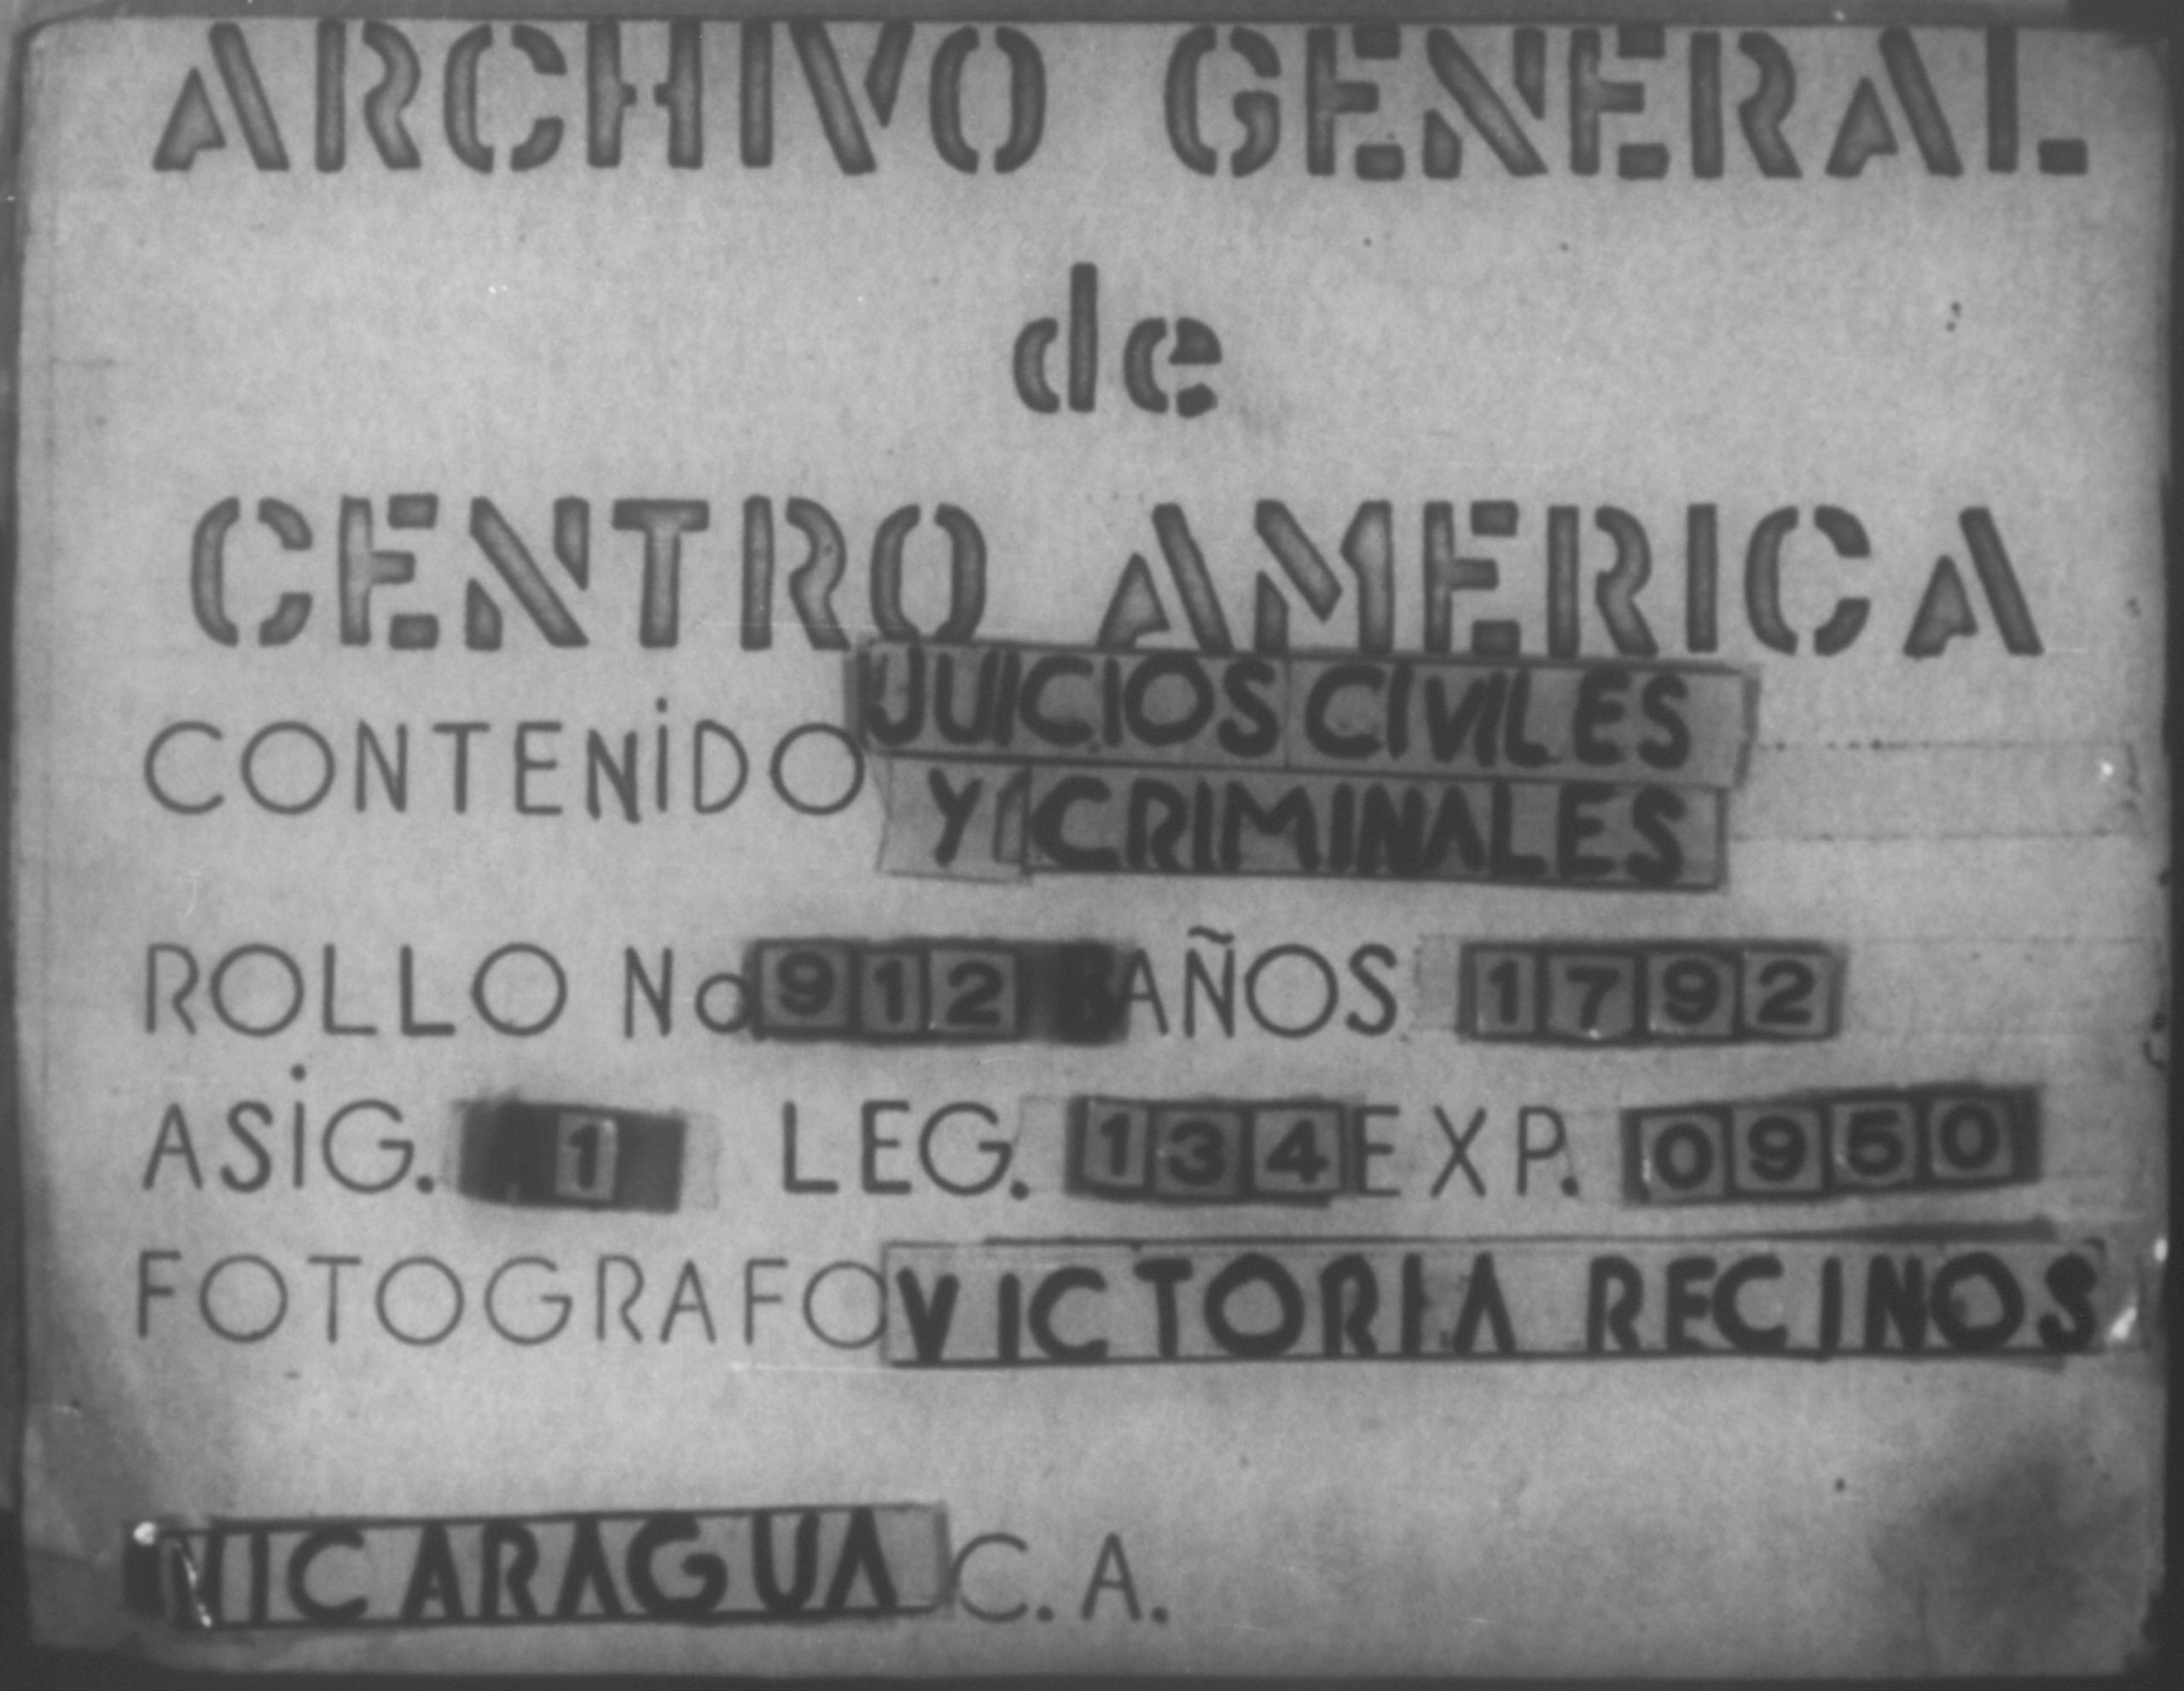 ARCHIVO GENERAL
de
CENTRO AMERICA
CONTENIDO JUICIOS CIVILES
Y CRIMINALES
ROLLO No. 912 AÑOS 1792
ASIG. 1 LEG. 134 EXP. 0950
FOTOGRAFO VICTORIA RECINOS
NICARAGUA C.A.